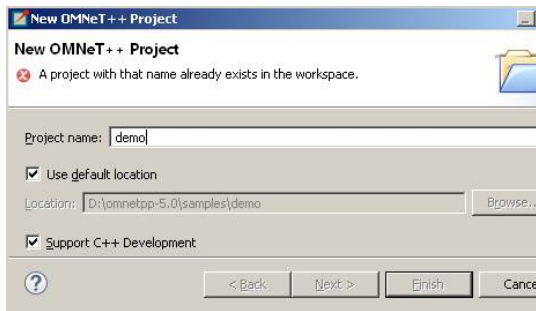 New OMNeT++ Project
New OMNeT++ Project
A project with that name already exists in the workspace.
Project name: demo
Use default location
Location: D:\omnetpp-5.0\samples\demo Browse..
Support C++ Development
? < Back Next > Finish Cance